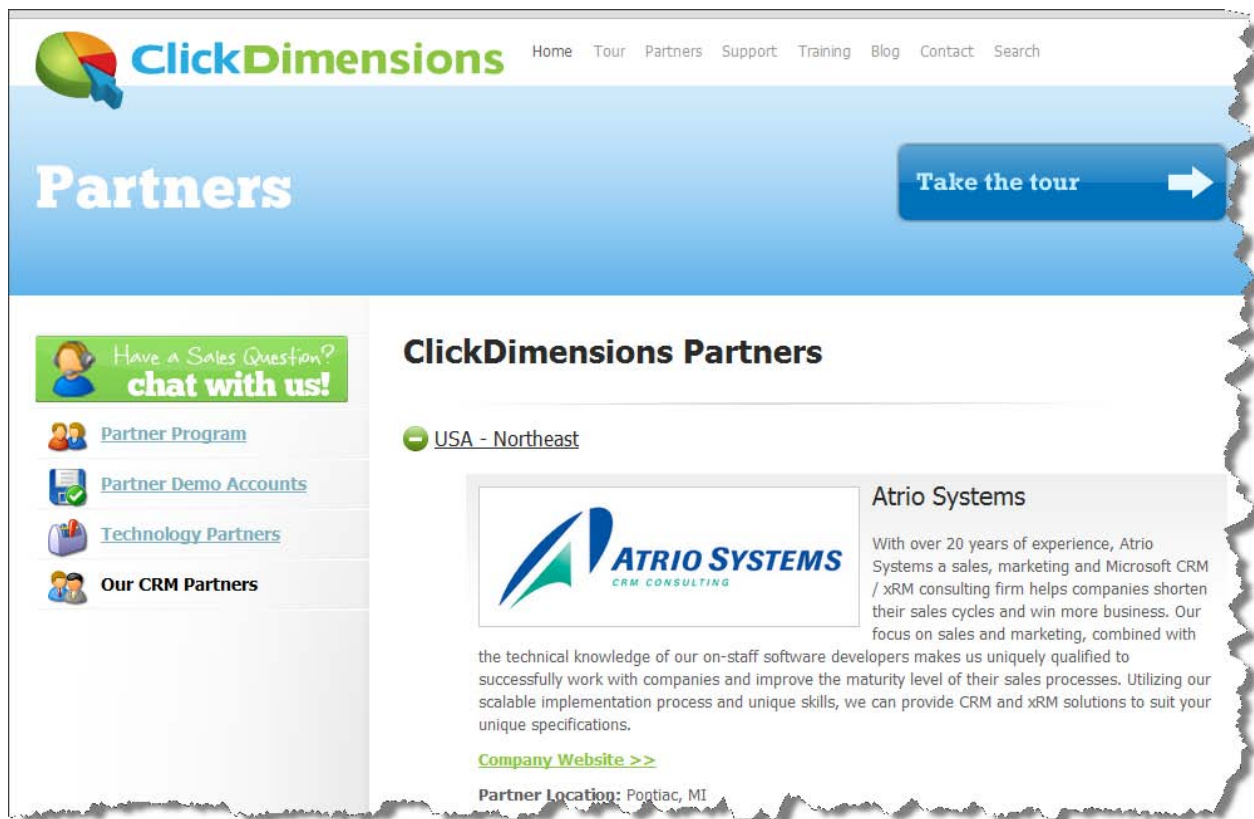 ClickDimensions
Home Tour Partners Support Training Blog Contact Search
Partners
Take the tour
Have a Sales Question?
chat with us!
Partner Program
Partner Demo Accounts
Technology Partners
Our CRM Partners
ClickDimensions Partners
USA - Northeast
ATRIO SYSTEMS
CRM CONSULTING
Atrio Systems
With over 20 years of experience, Atrio
Systems a sales, marketing and Microsoft CRM
/ xRM consulting firm helps companies shorten
their sales cycles and win more business. Our
focus on sales and marketing, combined with
the technical knowledge of our on-staff software developers makes us uniquely qualified to
successfully work with companies and improve the maturity level of their sales processes. Utilizing our
scalable implementation process and unique skills, we can provide CRM and xRM solutions to suit your
unique specifications.
Company Website >>
Partner Location: Pontiac, MI